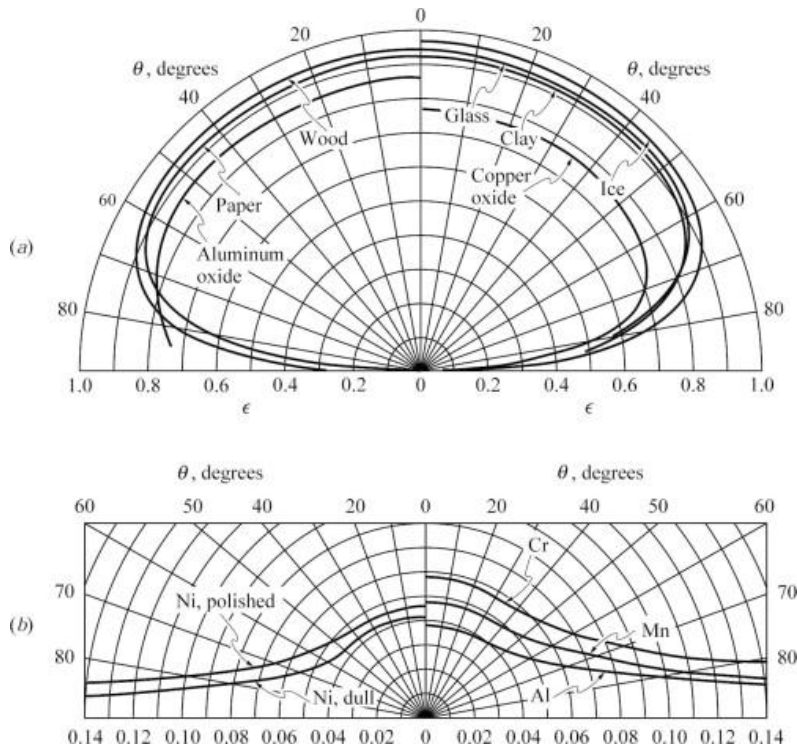 0
20
20
θ, degrees
θ, degrees
40
40
Glass
Wood
Clay
Copper
oxide
Ice
60
60
Paper
(a)
Aluminum
oxide
80
80
1.0 0.8 0.6 0.4 0.2 0 0.2 0.4 0.6 0.8 1.0
ϵ
ϵ
θ, degrees
θ, degrees
60 50 40 30 20 0 20 30 40 50 60
Cr
70
70
Ni, polished
(b)
Mn
80
80
Ni, dull
Al
0.14 0.12 0.10 0.08 0.06 0.04 0.02 0 0.02 0.04 0.06 0.08 0.10 0.12 0.14